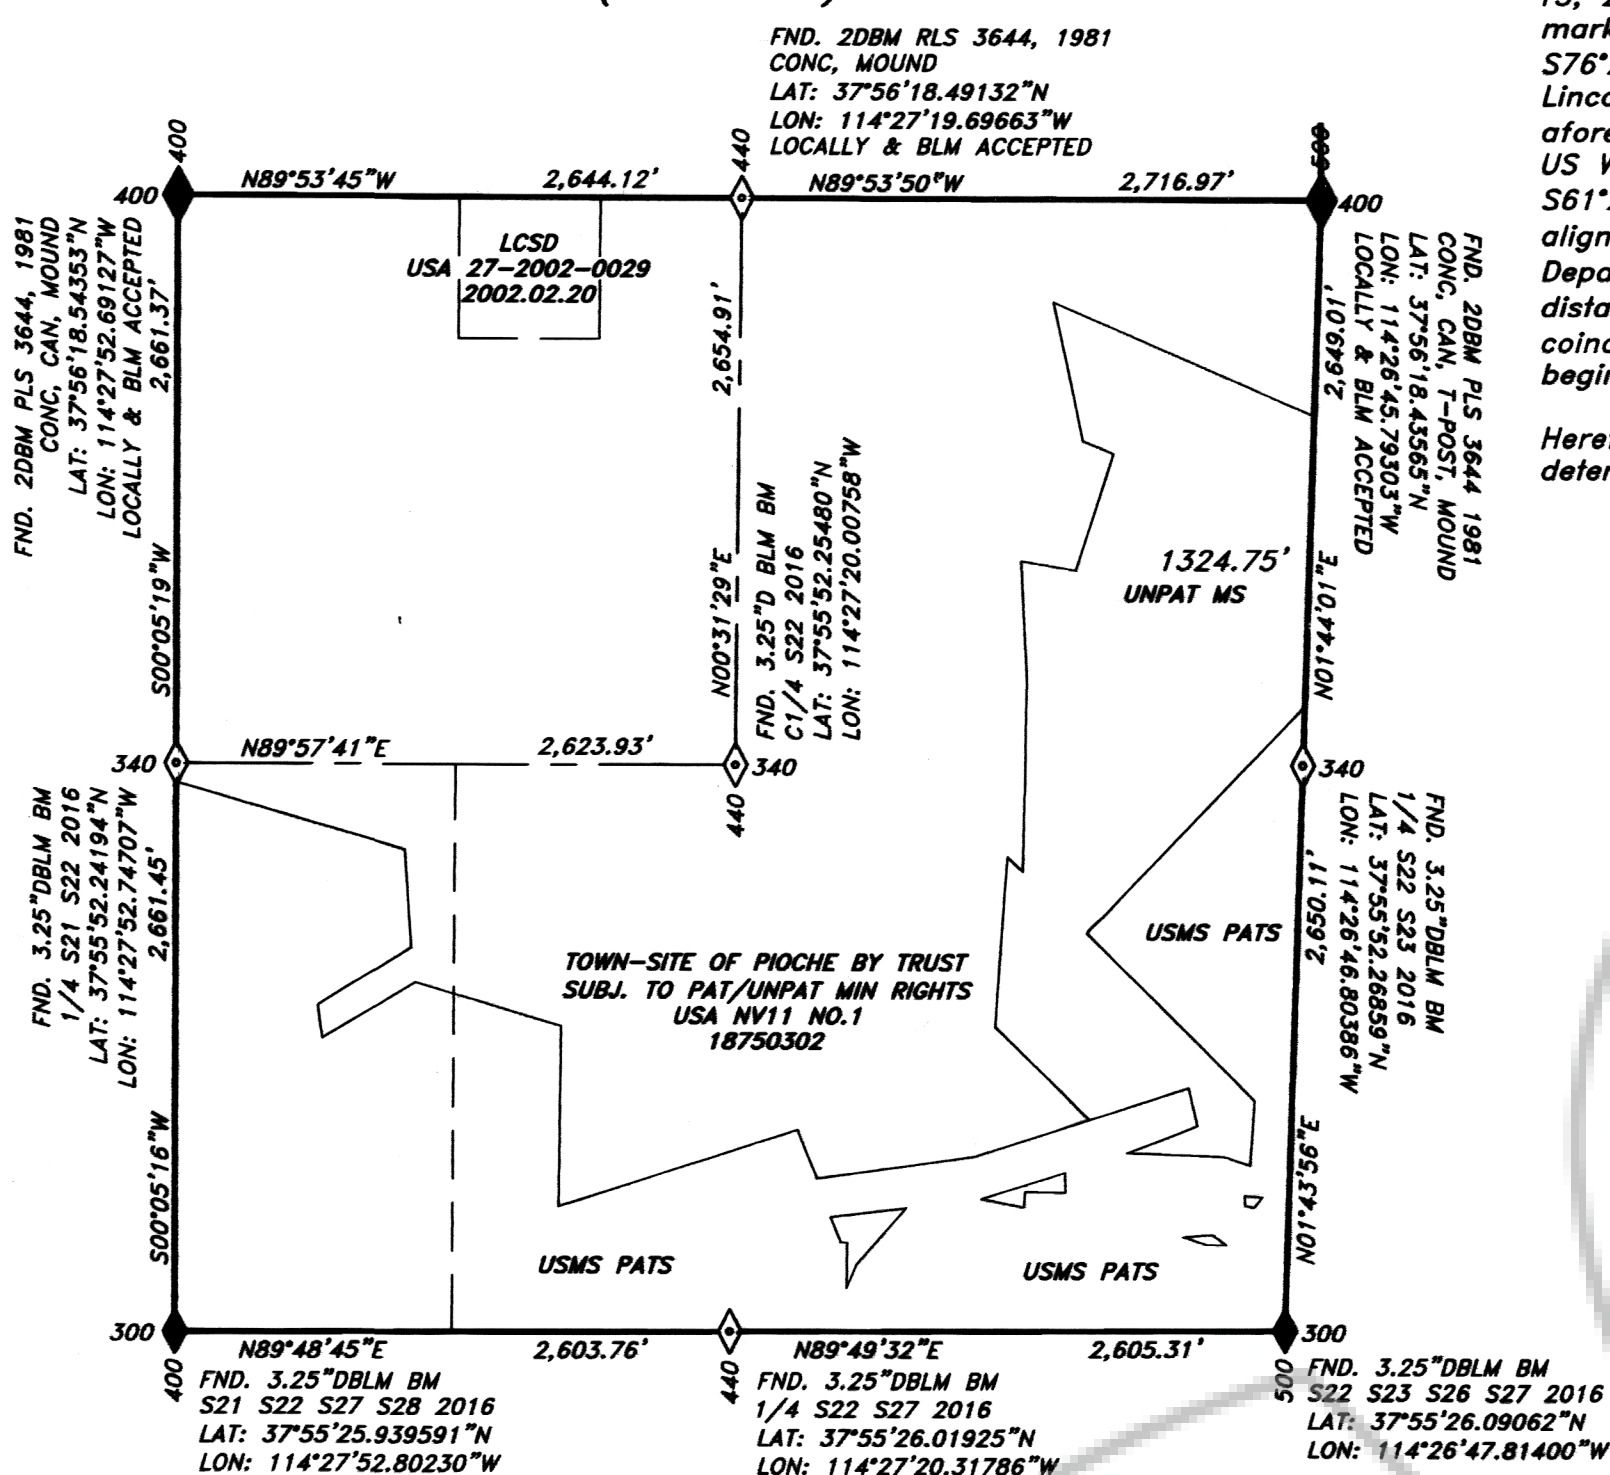 FND. 2DBM RLS 3644, 1981
CONC, MOUND
LAT: 37°56'18.49132"N
LON: 114°27'19.69663"W
LOCALLY & BLM ACCEPTED
mark
S76°
Linco
afore
US W
S61°
align
Depa
dista
coinc
begin
Heret
deter
400
440
500
400
N89°53'45"W
2,644.12'
N89°53'50"W
2,716.97'
400
FND. 2DBM PLS 3644, 1981
CONC, CAN, MOUND
LAT: 37°56'18.54353"N
LON: 114°27'52.69127"W
LOCALLY & BLM ACCEPTED
2,661.37'
S00°05'19"W
LCSD
USA 27-2002-0029
2002.02.20
2,654.91'
N00°31'29"E
FND. 3.25"D BLM BM
C1/4 S22 2016
LAT: 37°55'52.25480"N
LON: 114°27'20.00758"W
FND. 2DBM PLS 3644 1981
CONC, CAN, T-POST, MOUND
LAT: 37°56'18.43565"N
LON: 114°26'45.79303"W
LOCALLY & BLM ACCEPTED
2,649.01'
N01°44'01"E
1324.75'
UNPAT MS
340
N89°57'41"E
2,623.93'
340
440
340
FND. 3.25"DBLM BM
1/4 S21 S22 2016
LAT: 37°55'52.24194"N
LON: 114°27'52.74707"W
2,661.45'
S00°05'16"W
FND. 3.25"DBLM BM
1/4 S22 S23 2016
LAT: 37°55'52.26859"N
LON: 114°26'46.80386"W
2,650.11'
N01°43'56"E
USMS PATS
TOWN-SITE OF PIOCHE BY TRUST
SUBJ. TO PAT/UNPAT MIN RIGHTS
USA NV11 NO.1
18750302
USMS PATS
USMS PATS
300
N89°48'45"E
2,603.76'
N89°49'32"E
2,605.31'
300
400
440
500
FND. 3.25"DBLM BM
S21 S22 S27 S28 2016
LAT: 37°55'25.939591"N
LON: 114°27'52.80230"W
FND. 3.25"DBLM BM
1/4 S22 S27 2016
LAT: 37°55'26.01925"N
LON: 114°27'20.31786"W
FND. 3.25"DBLM BM
S22 S23 S26 S27 2016
LAT: 37°55'26.09062"N
LON: 114°26'47.81400"W